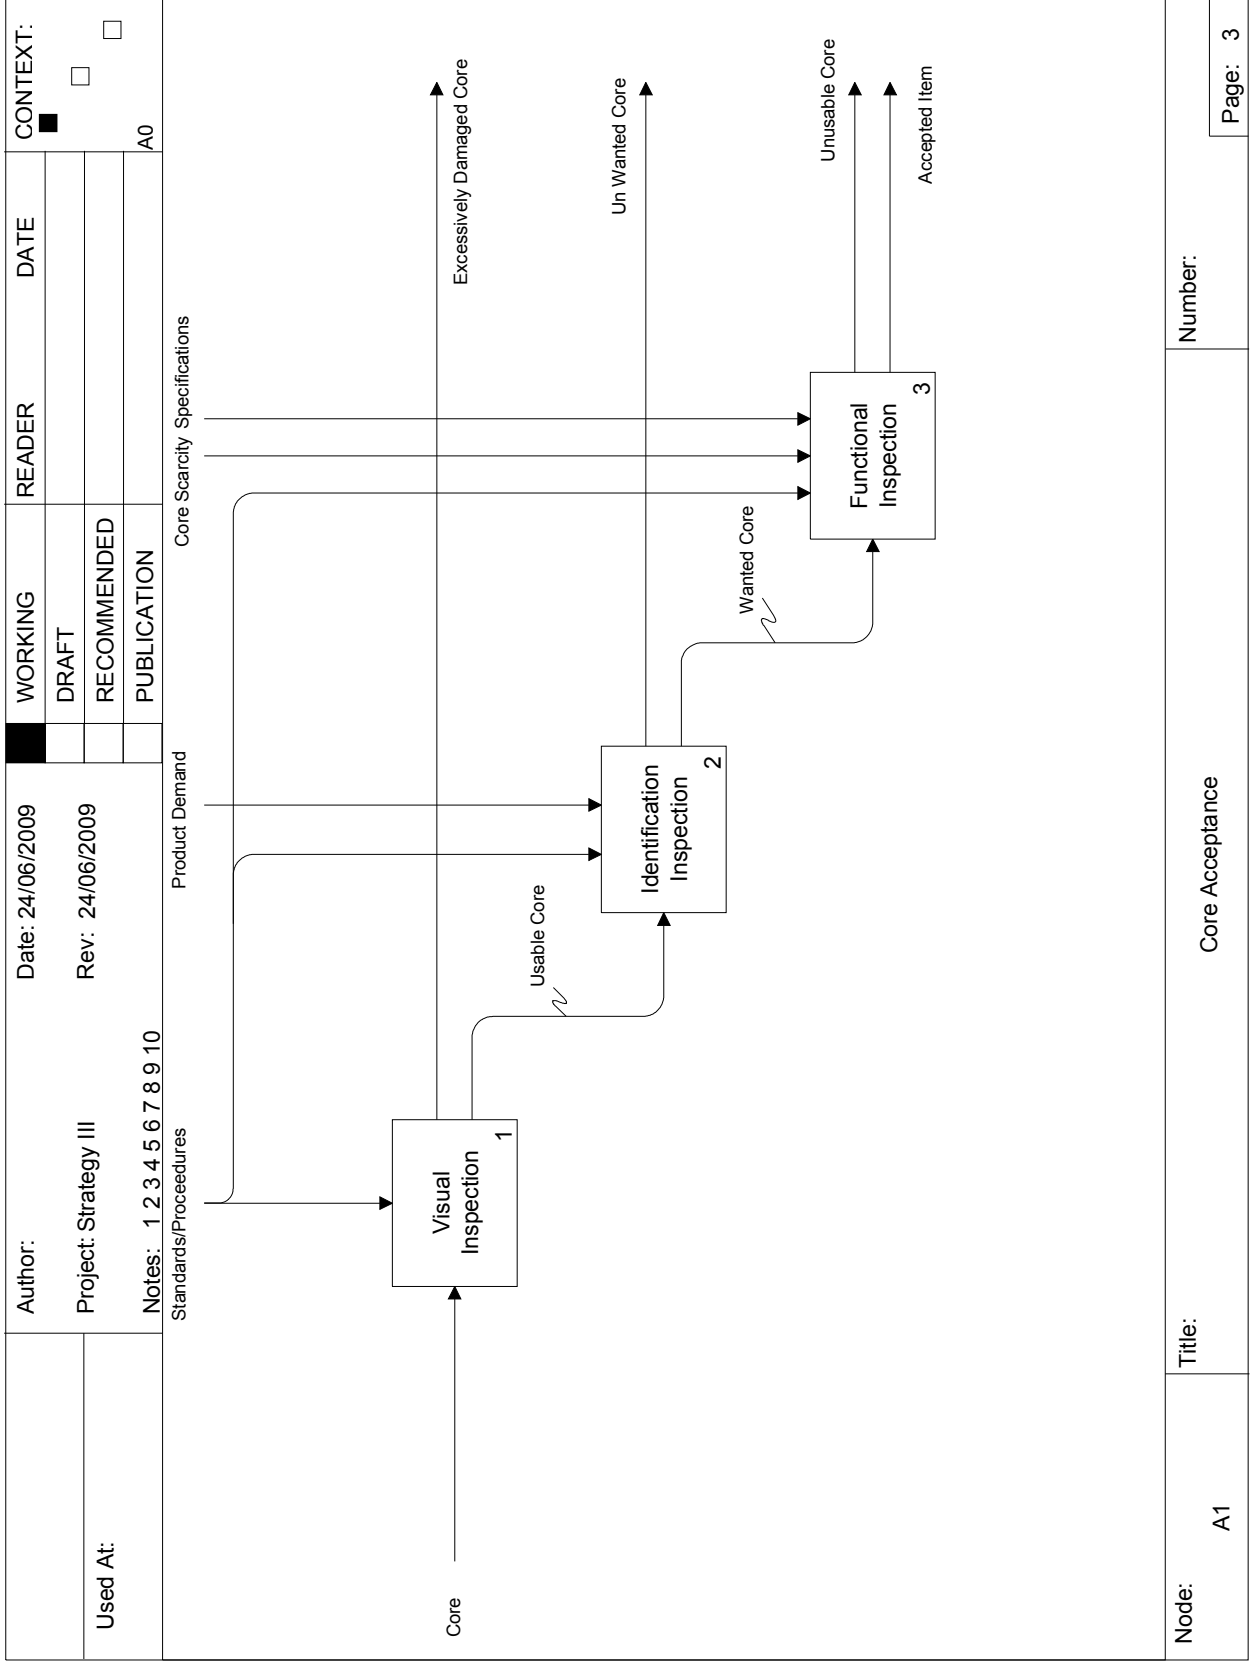 Used At:
Author:
Date: 24/06/2009
Project: Strategy III
Rev: 24/06/2009
Notes: 1 2 3 4 5 6 7 8 9 10
WORKING
DRAFT
RECOMMENDED
PUBLICATION
READER
DATE
CONTEXT:
A0
Standards/Proceedures
Product Demand
Core Scarcity
Specifications
Core
Visual
Inspection
1
Excessively Damaged Core
Usable Core
Identification
Inspection
2
Un Wanted Core
Wanted Core
Functional
Inspection
3
Unusable Core
Accepted Item
Node:
A1
Title:
Core Acceptance
Number:
Page: 3